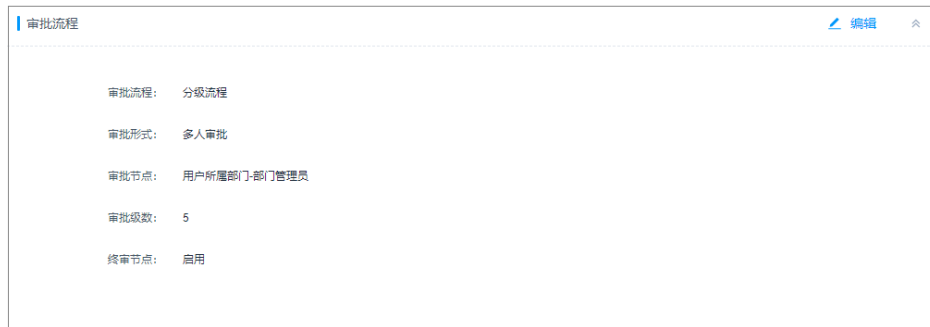 审批流程 编辑
审批流程： 分级流程
审批形式： 多人审批
审批节点： 用户所属部门-部门管理员
审批级数： 5
终审节点： 启用